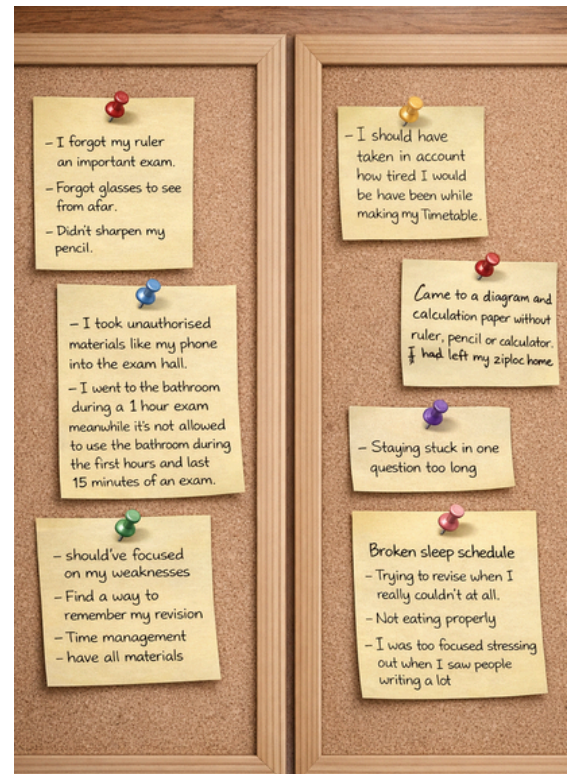 - I forgot my ruler
an important exam.
- Forgot glasses to see
from afar.
- Didn't sharpen my
pencil.
- I took unauthorised
materials like my phone
into the exam hall.
- I went to the bathroom
during a 1 hour exam
meanwhile it's not allowed
to use the bathroom during
the first hours and last
15 minutes of an exam.
- should've focused
on my weaknesses
- Find a way to
remember my revision
- Time management
- have all materials
- I should have
taken in account
how tired I would
be have been while
making my Timetable.
Came to a diagram and
calculation paper without
ruler, pencil or calculator.
I had left my ziploc home
- Staying stuck in one
question too long
Broken sleep schedule
- Trying to revise when I
really couldn't at all.
- Not eating properly
- I was too focused stressing
out when I saw people
writing a lot